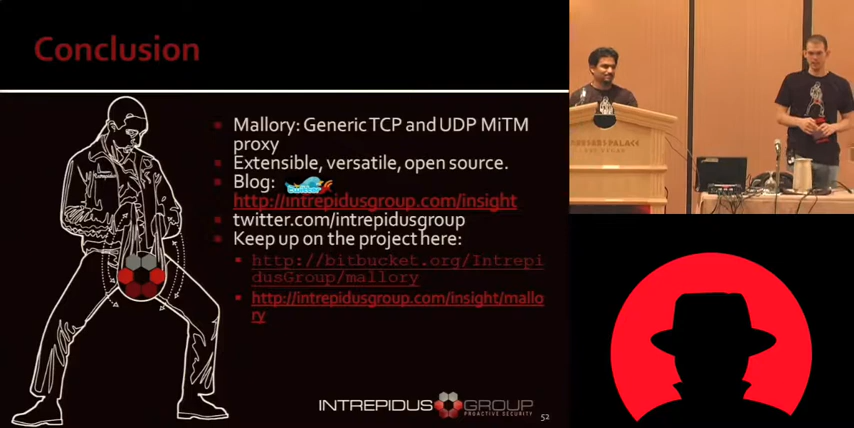 Conclusion
Mallory: Generic TCP and UDP MiTM
proxy
Extensible, versatile, open source.
Blog:
twitter
http://intrepidusgroup.com/insight
twitter.com/intrepidusgroup
Keep up on the project here:
http://bitbucket.org/Intrepi
dusGroup/mallory
http://intrepidusgroup.com/insight/mallo
ry
INTREPIDUS GROUP
PROACTIVE SECURITY
52
PALACE